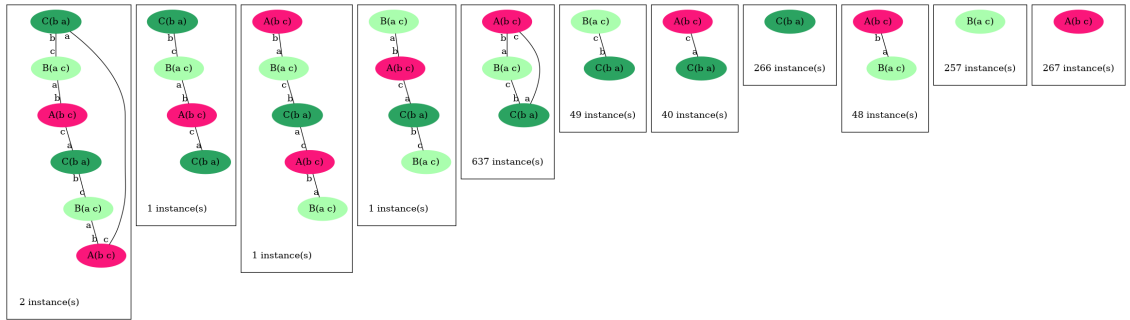 C(b a)
b a
c
B(a c)
a
b
A(b c)
c
a
C(b a)
b
c
B(a c)
a
b c
A(b c)
2 instance(s)
C(b a)
b
c
B(a c)
a
b
A(b c)
c
a
C(b a)
1 instance(s)
A(b c)
b
a
B(a c)
c
b
C(b a)
a
c
A(b c)
b
a
B(a c)
1 instance(s)
B(a c)
a
b
A(b c)
c
a
C(b a)
b
c
B(a c)
1 instance(s)
A(b c)
b c
a
B(a c)
c
b a
C(b a)
637 instance(s)
B(a c)
c
b
C(b a)
49 instance(s)
A(b c)
c
a
C(b a)
40 instance(s)
C(b a)
266 instance(s)
A(b c)
b
a
B(a c)
48 instance(s)
B(a c)
257 instance(s)
A(b c)
267 instance(s)